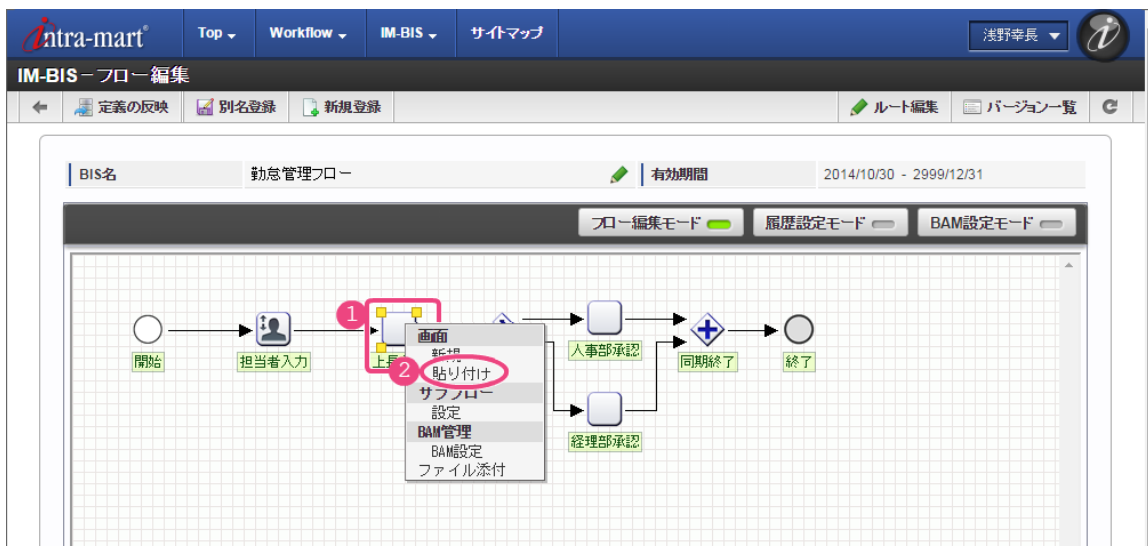 intra-mart® Top Workflow IM-BIS サイトマップ 浅野幸長
IM-BIS－フロー編集
定義の反映 別名登録 新規登録 ルート編集 バージョン一覧
BIS名 勤怠管理フロー 有効期間 2014/10/30 - 2999/12/31
フロー編集モード 履歴設定モード BAM設定モード
1
開始
担当者入力
画面
新規
2 貼り付け
サブフロー
設定
BAM管理
BAM設定
ファイル添付
人事部承認
経理部承認
同期終了
終了